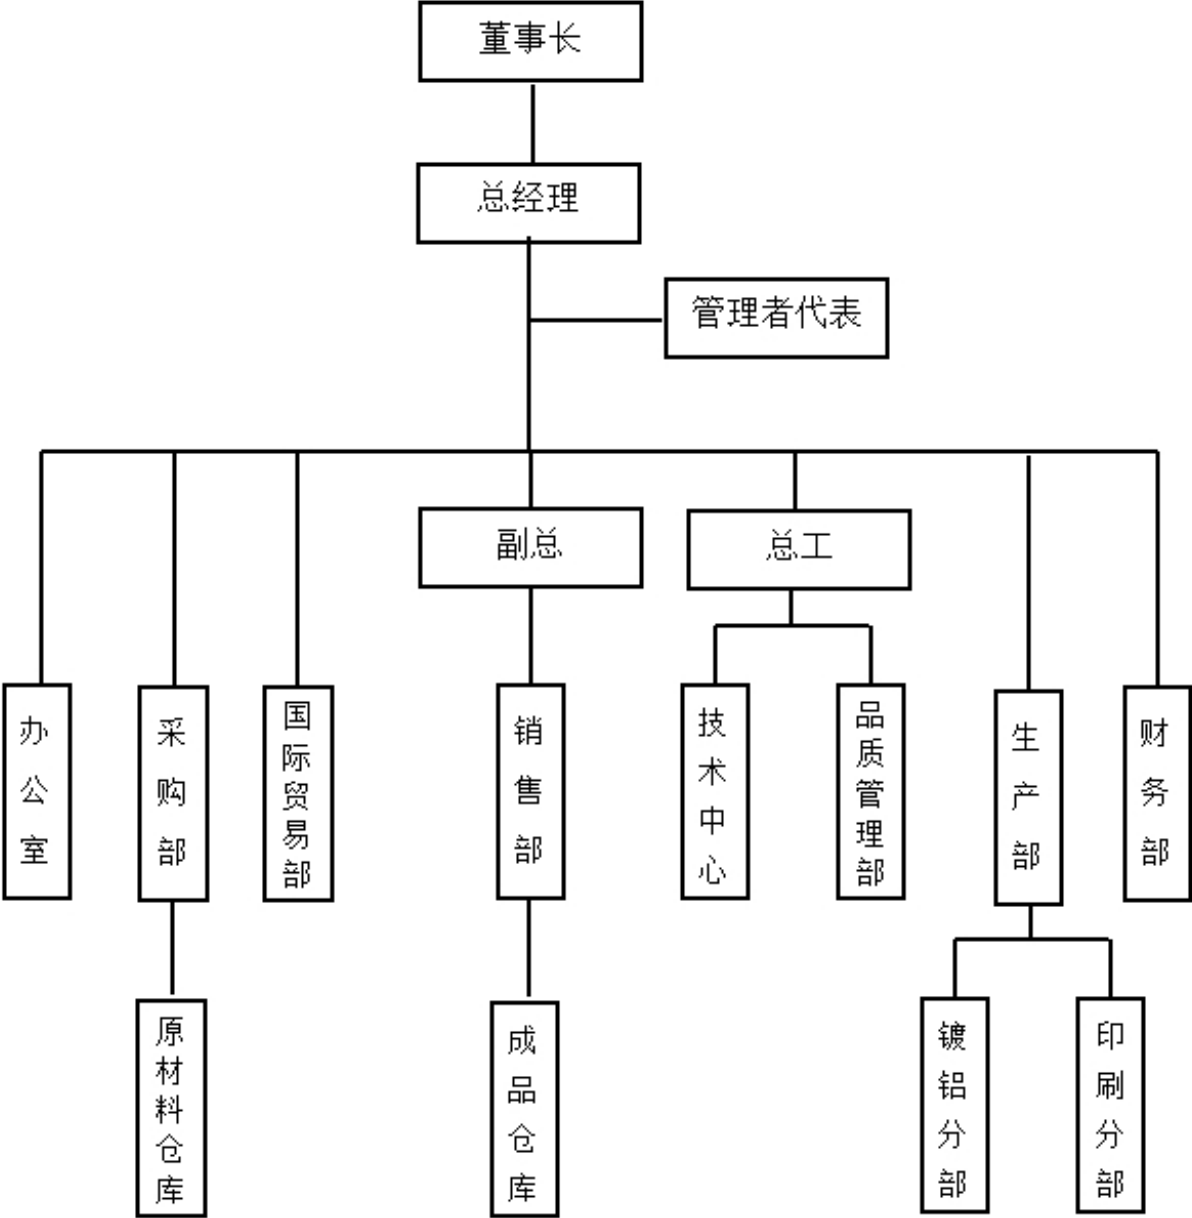 董事长
总经理
管理者代表
副总
总工
办公室
采购部
国际贸易部
销售部
技术中心
品质管理部
生产部
财务部
原材料仓库
成品仓库
镀铝分部
印刷分部